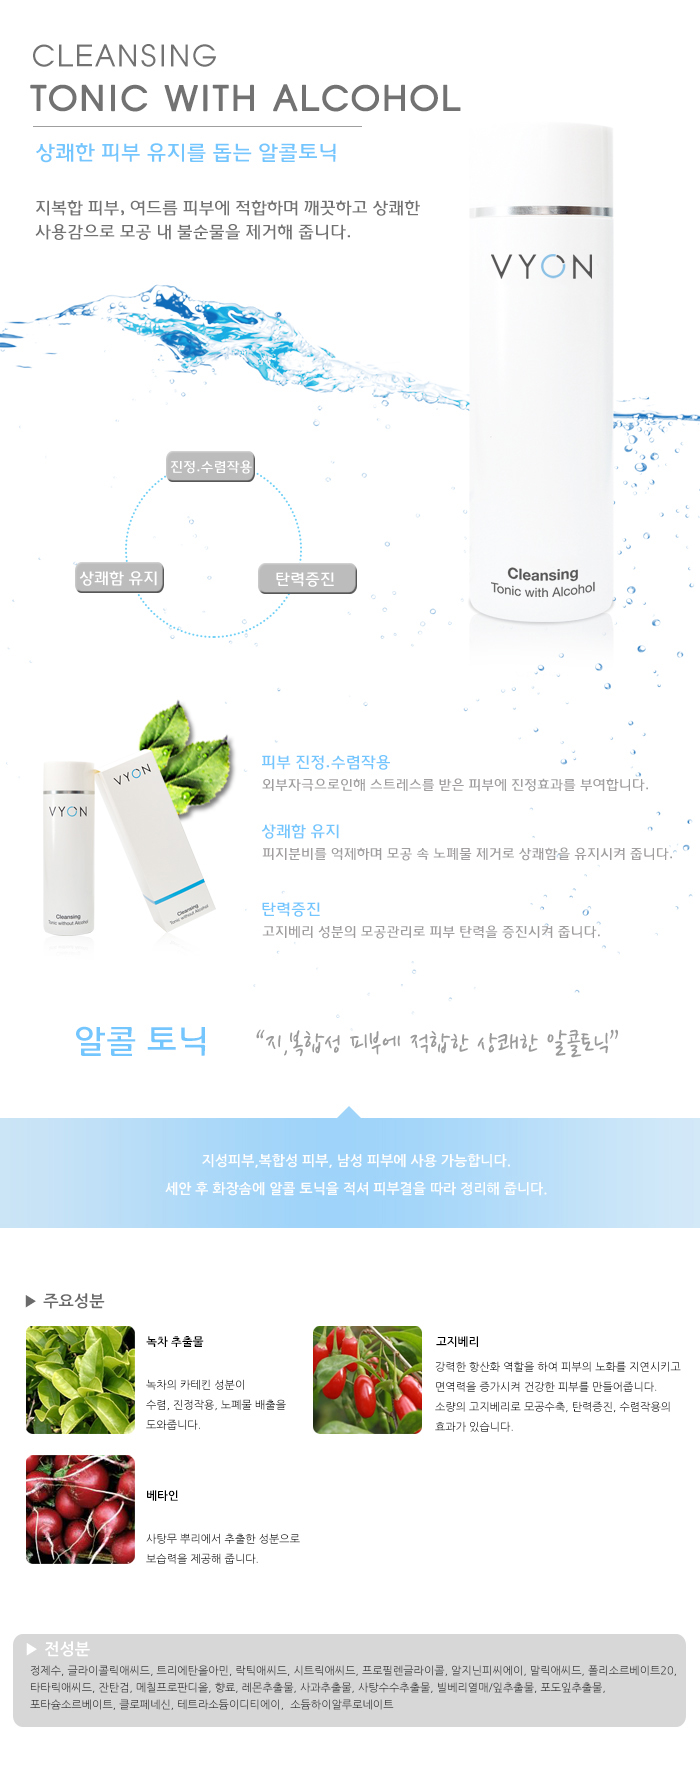 CLEANSING
TONIC WITH ALCOHOL
상쾌한 피부 유지를 돕는 알콜토닉
지복합 피부, 여드름 피부에 적합하며 깨끗하고 상쾌한
사용감으로 모공 내 불순물을 제거해 줍니다.
VYON
진정.수렴작용
상쾌함 유지
탄력증진
Cleansing
Tonic with Alcohol
VYON
VYON
Cleansing
Tonic without Alcohol
Cleansing
Tonic without Alcohol
피부 진정.수렴작용
외부자극으로인해 스트레스를 받은 피부에 진정효과를 부여합니다.
상쾌함 유지
피지분비를 억제하며 모공 속 노폐물 제거로 상쾌함을 유지시켜 줍니다.
탄력증진
고지베리 성분의 모공관리로 피부 탄력을 증진시켜 줍니다.
알콜 토닉
“지,복합성 피부에 적합한 상쾌한 알콜토닉”
지성피부,복합성 피부, 남성 피부에 사용 가능합니다.
세안 후 화장솜에 알콜 토닉을 적셔 피부결을 따라 정리해 줍니다.
▶ 주요성분
녹차 추출물
녹차의 카테킨 성분이
수렴, 진정작용, 노폐물 배출을
도와줍니다.
고지베리
강력한 항산화 역할을 하여 피부의 노화를 지연시키고
면역력을 증가시켜 건강한 피부를 만들어줍니다.
소량의 고지베리로 모공수축, 탄력증진, 수렴작용의
효과가 있습니다.
베타인
사탕무 뿌리에서 추출한 성분으로
보습력을 제공해 줍니다.
▶ 전성분
정제수, 글라이콜릭애씨드, 트리에탄올아민, 락틱애씨드, 시트릭애씨드, 프로필렌글라이콜, 알지닌피씨에이, 말릭애씨드, 폴리소르베이트20,
타타릭애씨드, 잔탄검, 메칠프로판디올, 향료, 레몬추출물, 사과추출물, 사탕수수추출물, 빌베리열매/잎추출물, 포도잎추출물,
포타슘소르베이트, 클로페네신, 테트라소듐이디티에이, 소듐하이알루로네이트